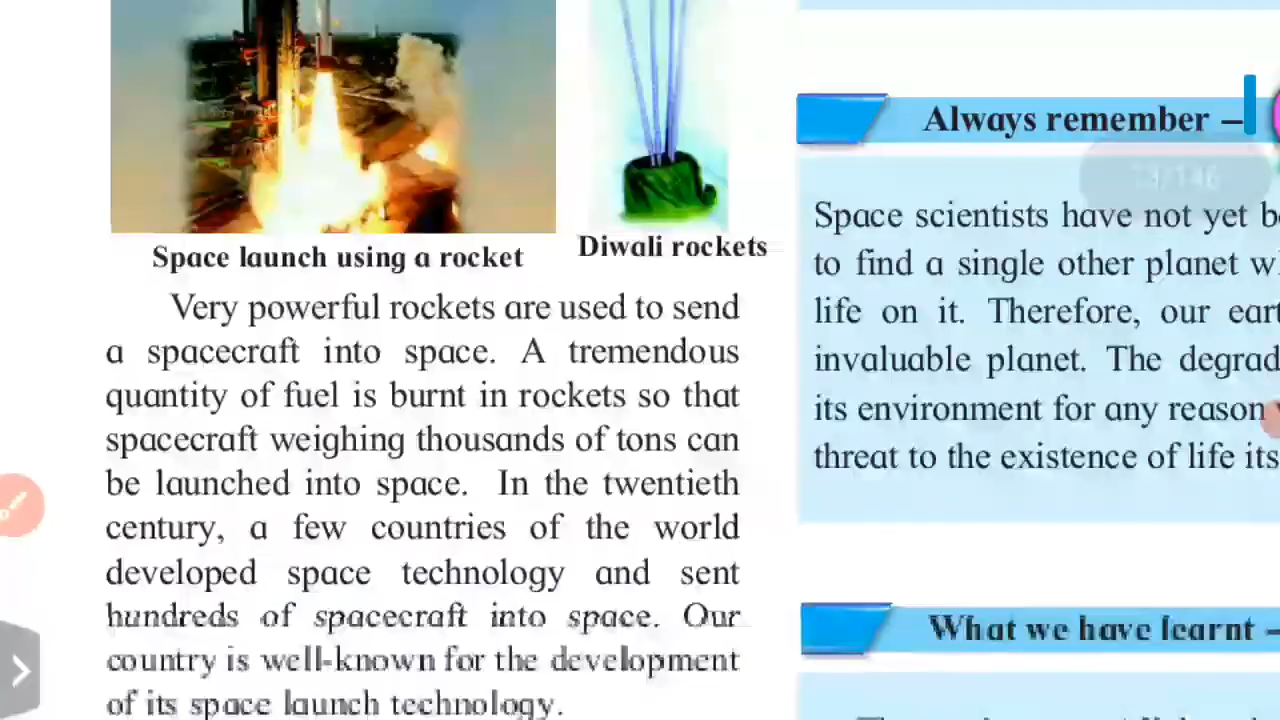 Space launch using a rocket
Diwali rockets
Very powerful rockets are used to send
a spacecraft into space. A tremendous
quantity of fuel is burnt in rockets so that
spacecraft weighing thousands of tons can
be launched into space. In the twentieth
century, a few countries of the world
developed space technology and sent
hundreds of spacecraft into space. Our
country is well-known for the development
of its space launch technology.
Always remember –
Space scientists have not yet b
to find a single other planet w
life on it. Therefore, our eart
invaluable planet. The degrad
its environment for any reason
threat to the existence of life its
What we have learnt –